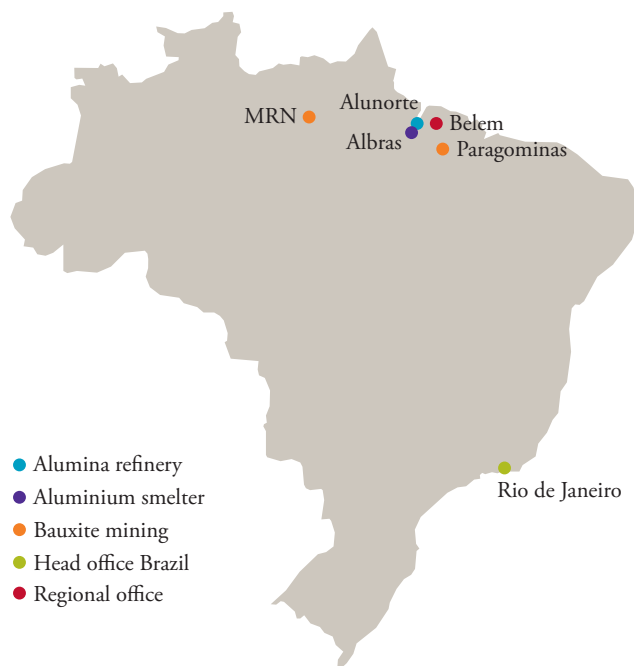 Alunorte
MRN
Belem
Albras
Paragominas
Alumina refinery
Aluminium smelter
Rio de Janeiro
Bauxite mining
Head office Brazil
Regional office